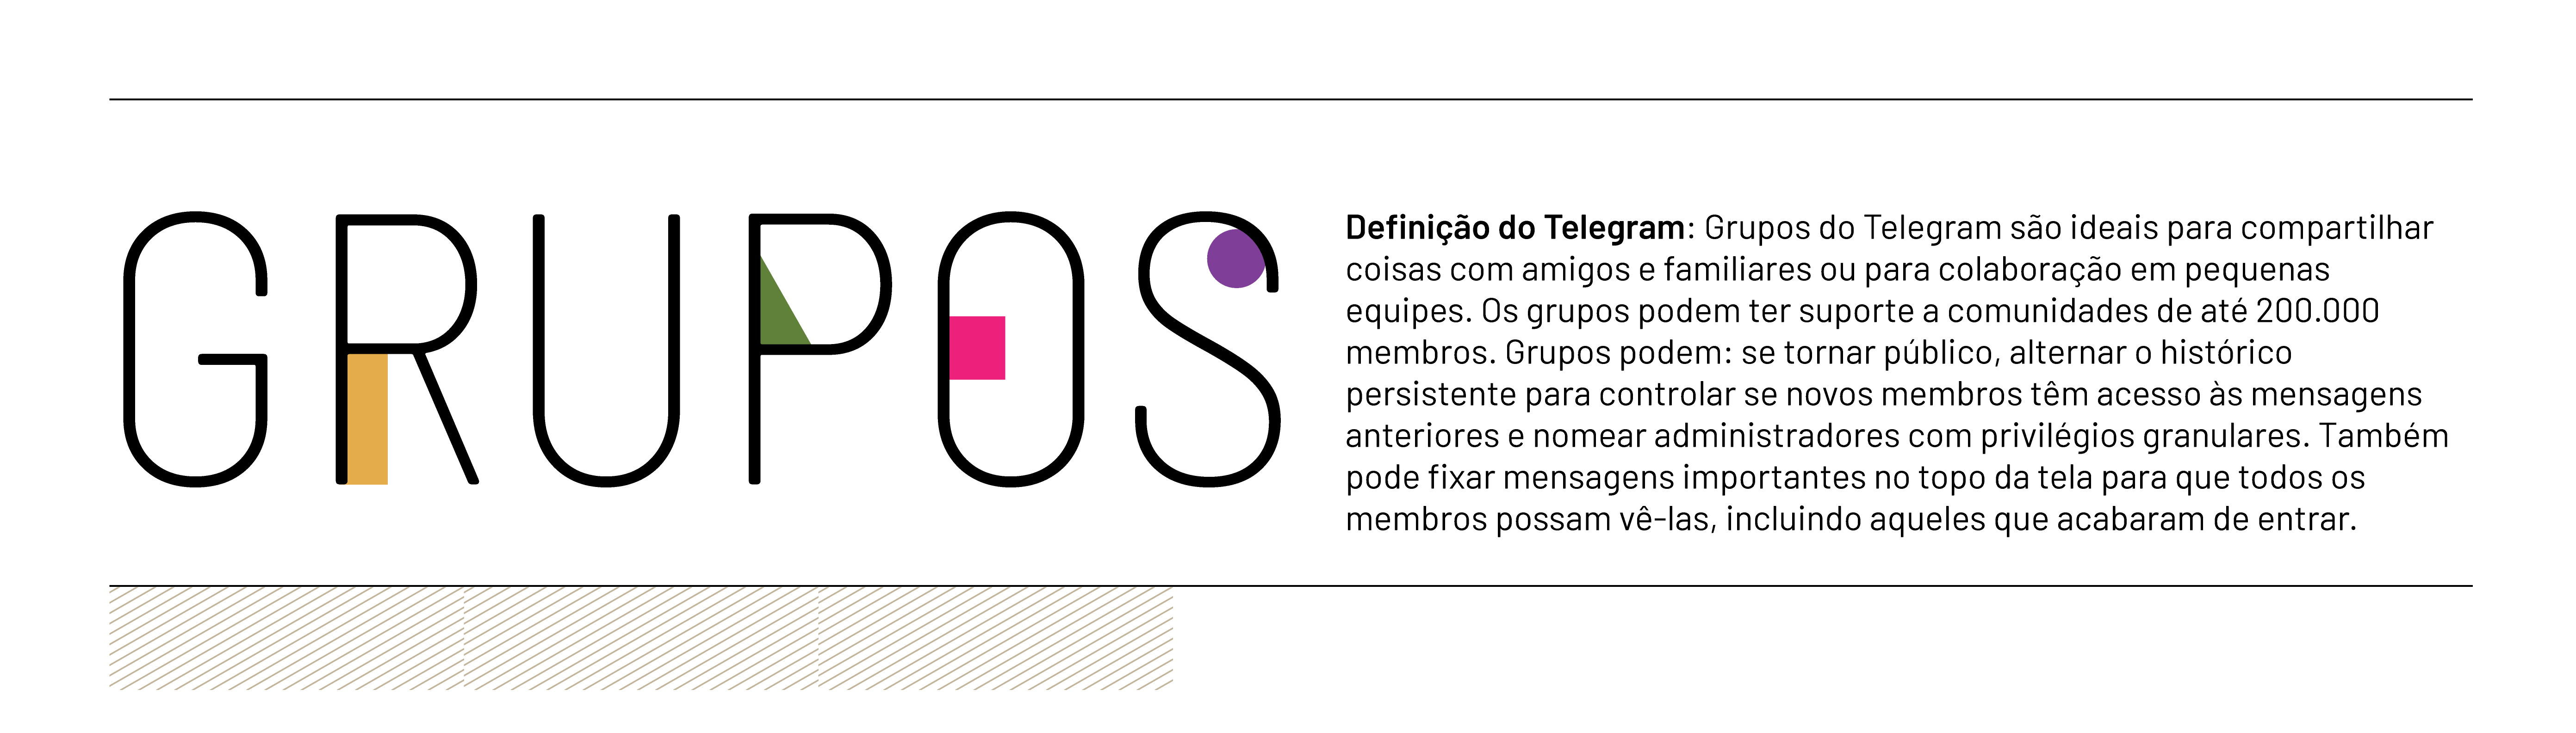 GRUPOS
Definição do Telegram: Grupos do Telegram são ideais para compartilhar
coisas com amigos e familiares ou para colaboração em pequenas
equipes. Os grupos podem ter suporte a comunidades de até 200.000
membros. Grupos podem: se tornar público, alternar o histórico
persistente para controlar se novos membros têm acesso às mensagens
anteriores e nomear administradores com privilégios granulares. Também
pode fixar mensagens importantes no topo da tela para que todos os
membros possam vê-las, incluindo aqueles que acabaram de entrar.